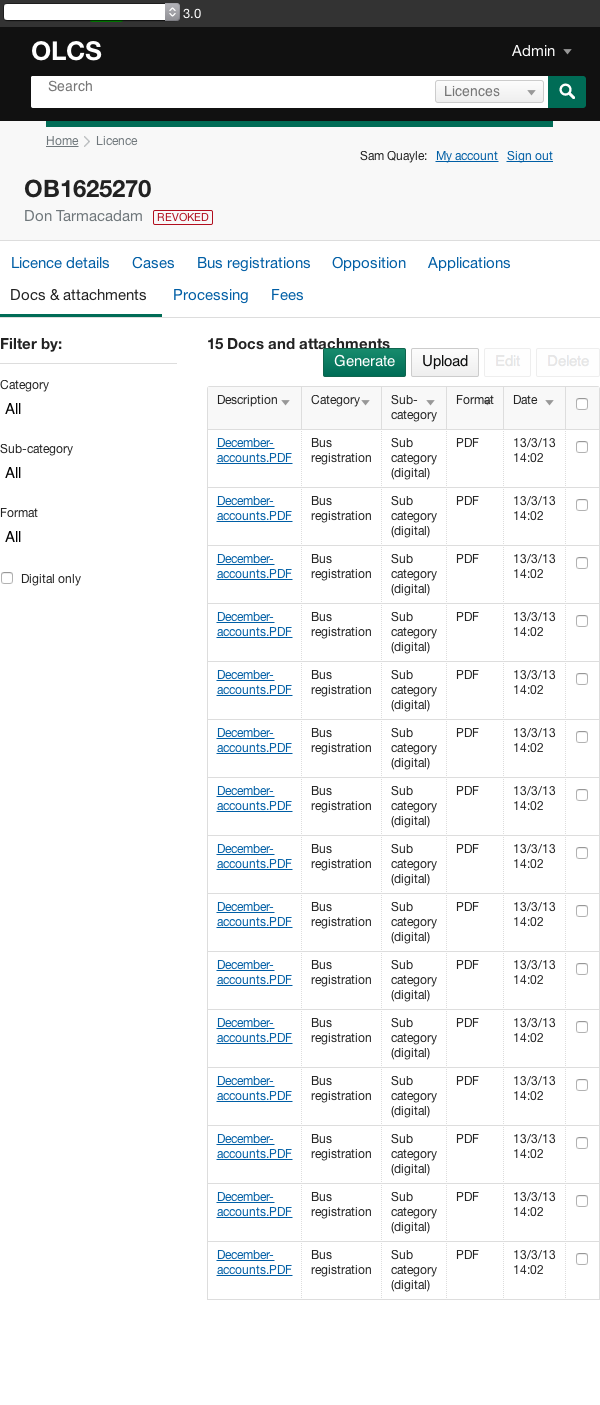 3.0
OLCS
Admin
Search
Licences
Home Licence
Sam Quayle: My account Sign out
OB1625270
Don Tarmacadam REVOKED
Licence details Cases Bus registrations Opposition Applications
Docs & attachments Processing Fees
Filter by:
Category
All
Sub-category
All
Format
All
Digital only
15 Docs and attachments
Generate Upload Edit Delete
Description Category Sub- Format Date
category
December- Bus Sub PDF 13/3/13
accounts.PDF registration category 14:02
(digital)
December- Bus Sub PDF 13/3/13
accounts.PDF registration category 14:02
(digital)
December- Bus Sub PDF 13/3/13
accounts.PDF registration category 14:02
(digital)
December- Bus Sub PDF 13/3/13
accounts.PDF registration category 14:02
(digital)
December- Bus Sub PDF 13/3/13
accounts.PDF registration category 14:02
(digital)
December- Bus Sub PDF 13/3/13
accounts.PDF registration category 14:02
(digital)
December- Bus Sub PDF 13/3/13
accounts.PDF registration category 14:02
(digital)
December- Bus Sub PDF 13/3/13
accounts.PDF registration category 14:02
(digital)
December- Bus Sub PDF 13/3/13
accounts.PDF registration category 14:02
(digital)
December- Bus Sub PDF 13/3/13
accounts.PDF registration category 14:02
(digital)
December- Bus Sub PDF 13/3/13
accounts.PDF registration category 14:02
(digital)
December- Bus Sub PDF 13/3/13
accounts.PDF registration category 14:02
(digital)
December- Bus Sub PDF 13/3/13
accounts.PDF registration category 14:02
(digital)
December- Bus Sub PDF 13/3/13
accounts.PDF registration category 14:02
(digital)
December- Bus Sub PDF 13/3/13
accounts.PDF registration category 14:02
(digital)